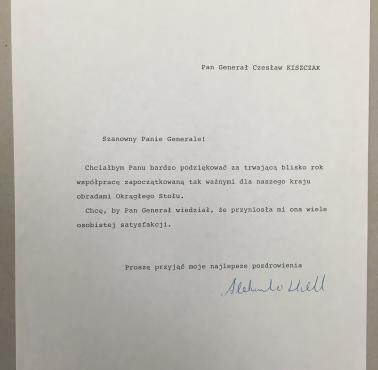 Pan Generał Czesław KISZCZAK
Szanowny Panie Generale!
Chciałbym Panu bardzo podziękować za trwającą blisko rok
współpracę zapoczątkowaną tak ważnymi dla naszego kraju
obradami Okrągłego Stołu.
Chcę, by Pan Generał wiedział, że przyniosła mi ona wiele
osobistej satysfakcji.
Proszę przyjąć moje najlepsze pozdrowienia